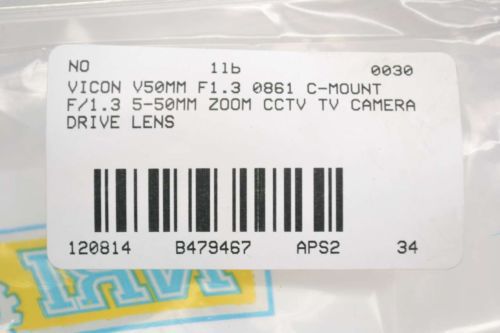 NO 1lb 0030
VICON V50MM F1.3 0861 C-MOUNT
F/1.3 5-50MM ZOOM CCTV TV CAMERA
DRIVE LENS
120814 B479467 APS2 34